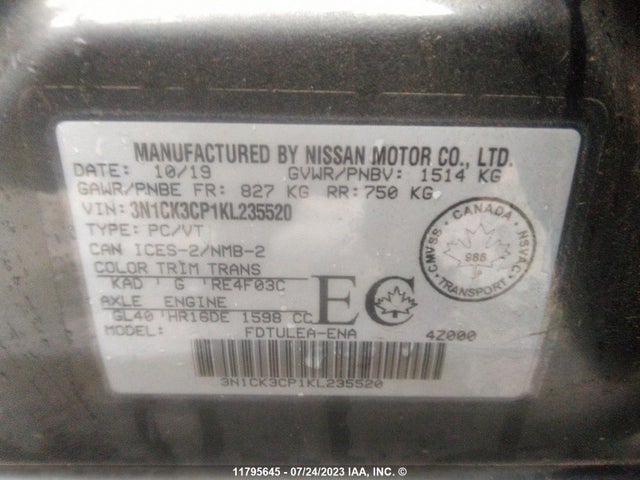 MANUFACTURED BY NISSAN MOTOR CO., LTD.
DATE: 10/19 GVWR/PNBV: 1514 KG
GAWR/PNBE FR: 827 KG RR: 750 KG
VIN: 3N1CK3CP1KL235520
TYPE: PC/VT
CAN ICES-2/NMB-2
COLOR TRIM TRANS
KAD ' G 'RE4F03C
AXLE ENGINE
GL40 'HR16DE 1598 CC
MODEL: FDTULEA-ENA 4Z000
EC
CANADA
CMVSS NSVAC
986
TRANSPORT
3N1CK3CP1KL235520
11795645 - 07/24/2023 IAA, INC. ©